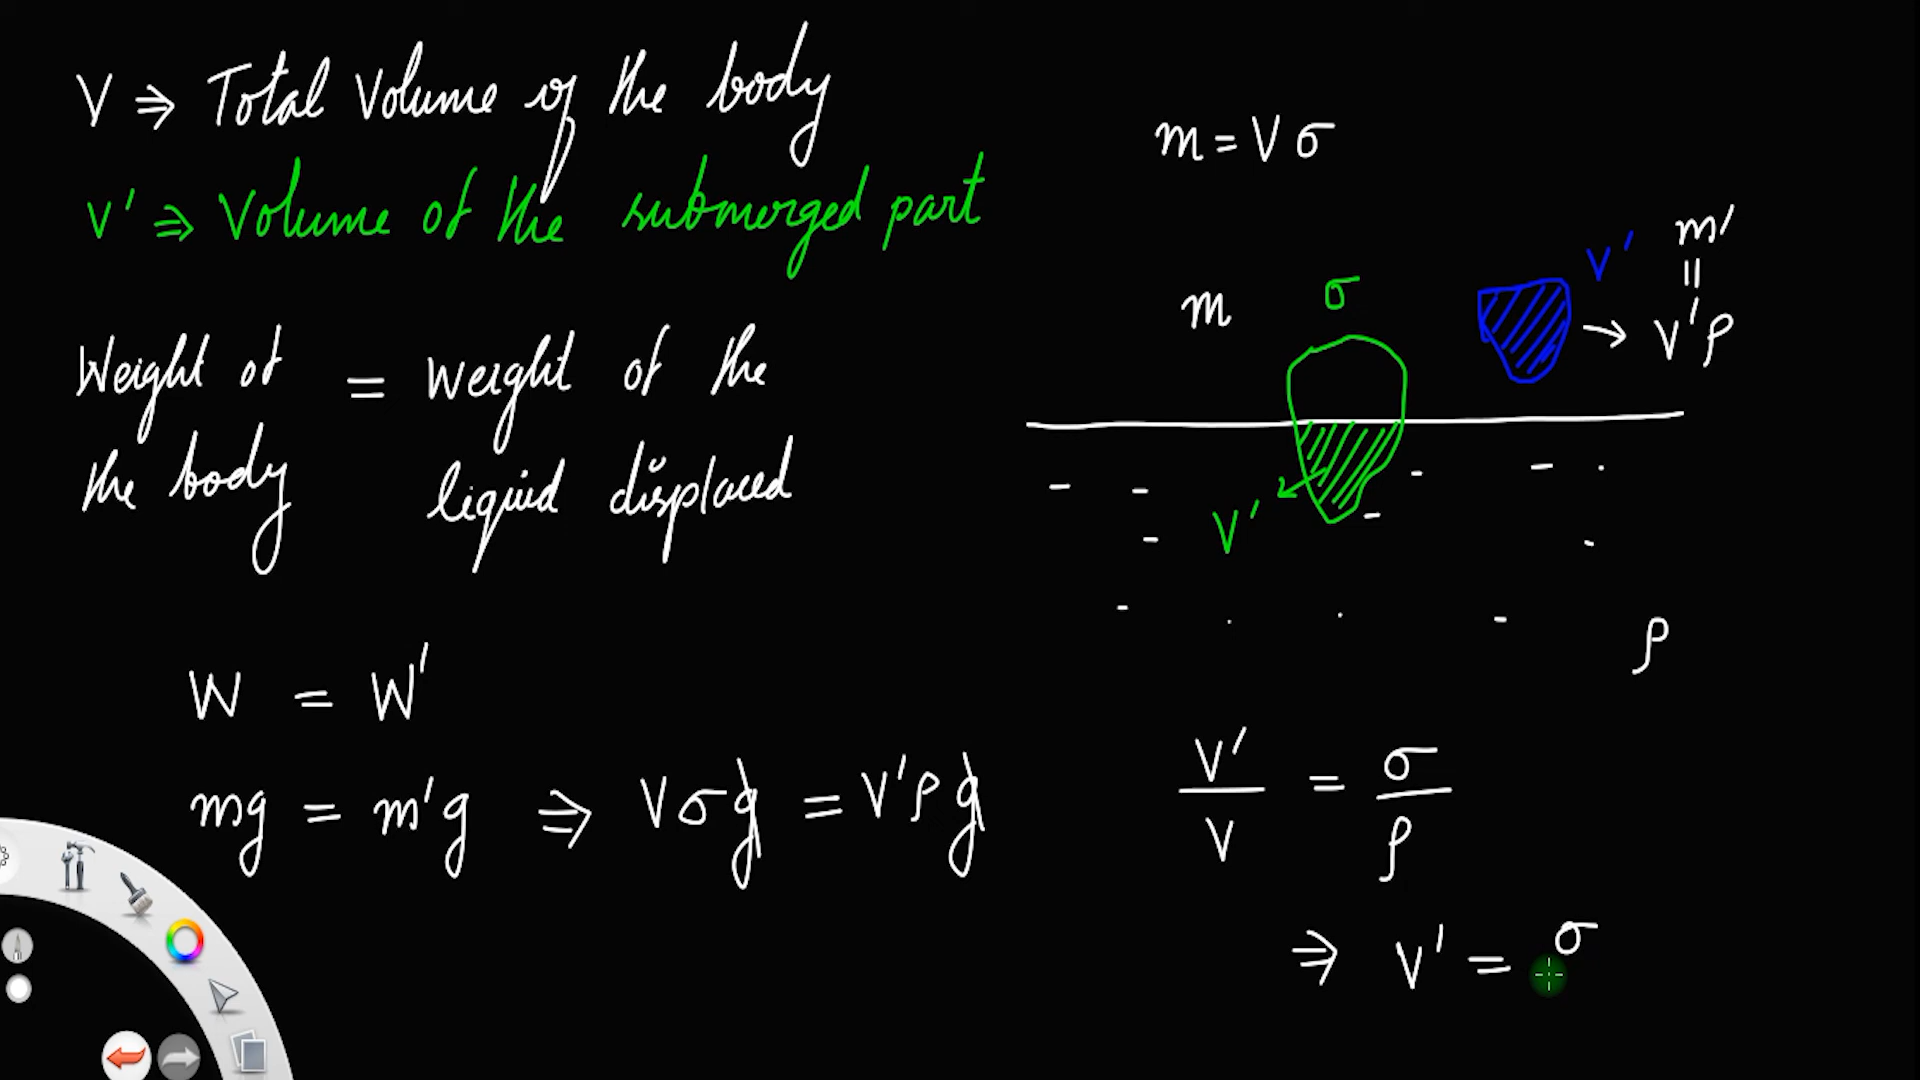 V ⇒ Total Volume of the body
V' ⇒ Volume of the submerged part
Weight of the body = Weight of the liquid displaced
W = W'
mg = m'g ⇒ Vσg = V'ρg
m = Vσ
m'
=
V'ρ
V'
→
m
σ
V'
ρ
V'/V = σ/ρ
⇒ V' = σ